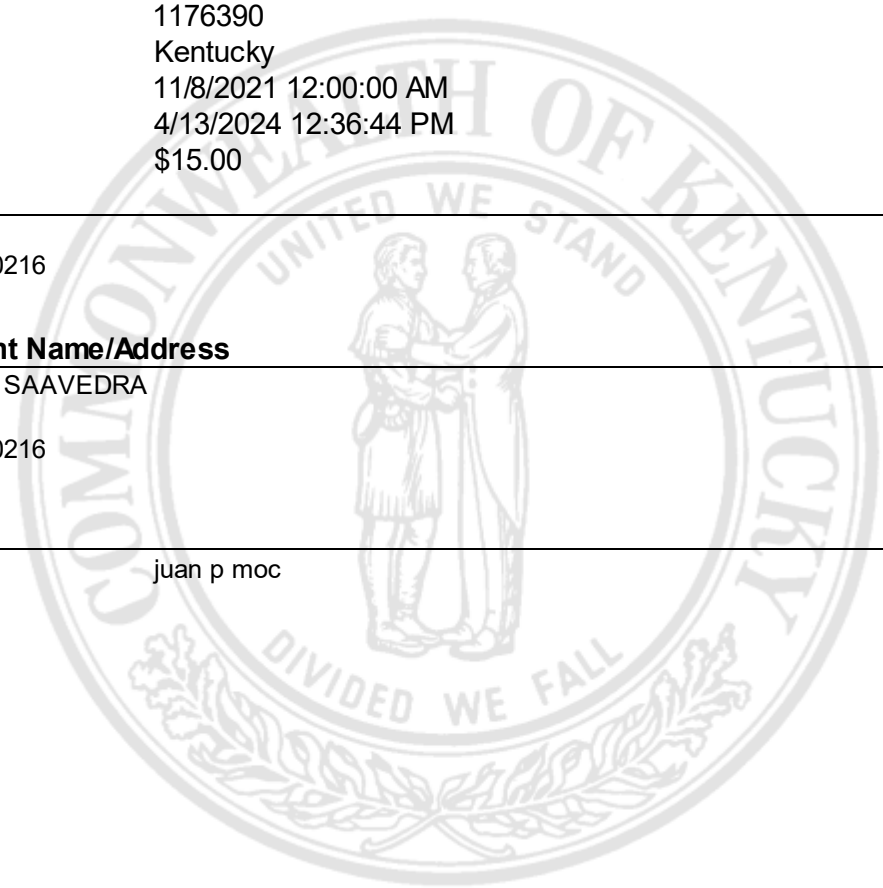 1176390
Kentucky
11/8/2021 12:00:00 AM
4/13/2024 12:36:44 PM
$15.00
0216
nt Name/Address
SAAVEDRA
0216
juan p moc
COMMONWEALTH OF KENTUCKY
UNITED WE STAND
DIVIDED WE FALL